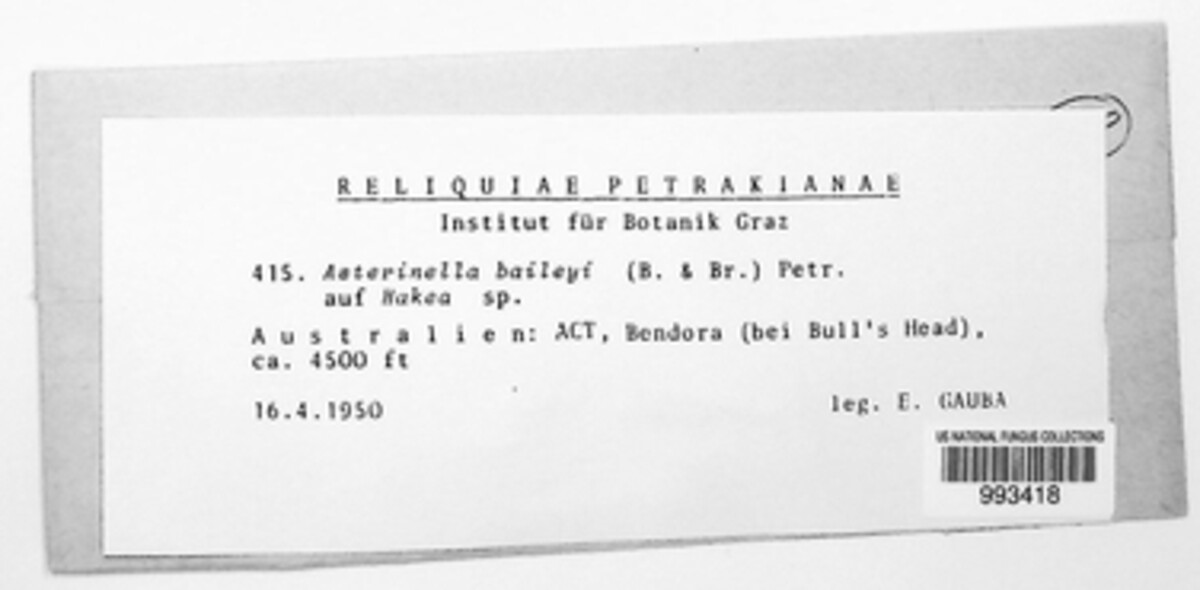 RELIQUIAE PETRAKIANAE
Institut für Botanik Graz
415. Asterinella baileyi (B. & Br.) Petr.
auf Hakea sp.
Australien: ACT, Bendora (bei Bull's Head),
ca. 4500 ft
16.4.1950 leg. E. GAUBA
US NATIONAL FUNGUS COLLECTIONS
993418